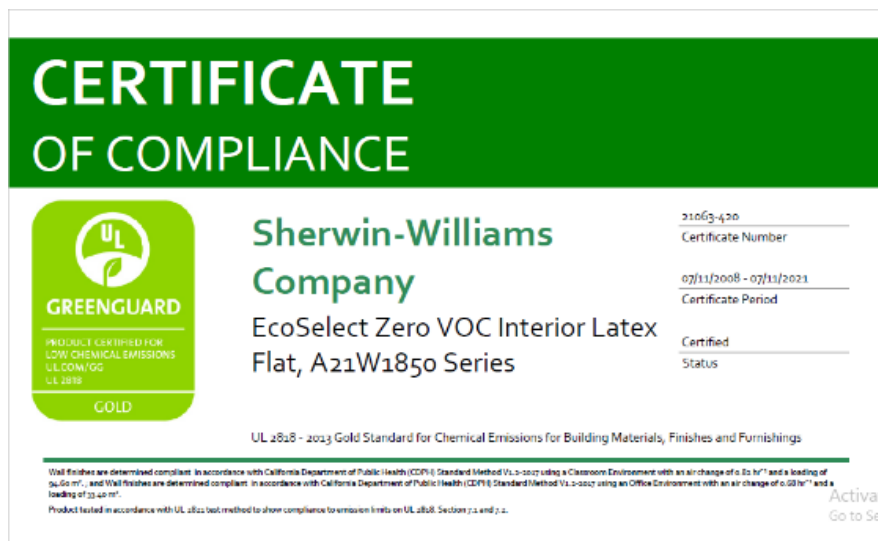 CERTIFICATE
OF COMPLIANCE
UL
GREENGUARD
PRODUCT CERTIFIED FOR
LOW CHEMICAL EMISSIONS
UL.COM/GG
UL 2818
GOLD
Sherwin-Williams
Company
EcoSelect Zero VOC Interior Latex
Flat, A21W1850 Series
21063-420
Certificate Number
07/11/2008 - 07/11/2021
Certificate Period
Certified
Status
UL 2818 - 2013 Gold Standard for Chemical Emissions for Building Materials, Finishes and Furnishings
Wall finishes are determined compliant in accordance with California Department of Public Health (CDPH) Standard Method V1.2-2017 using a Classroom Environment with an air change of 0.82 hr⁻¹ and a loading of
94.60 m². , and Wall finishes are determined compliant in accordance with California Department of Public Health (CDPH) Standard Method V1.2-2017 using an Office Environment with an air change of 0.68 hr⁻¹ and a
loading of 33.40 m².
Product tested in accordance with UL 2821 test method to show compliance to emission limits on UL 2818, Section 7.1 and 7.2.
Activa
Go to Se